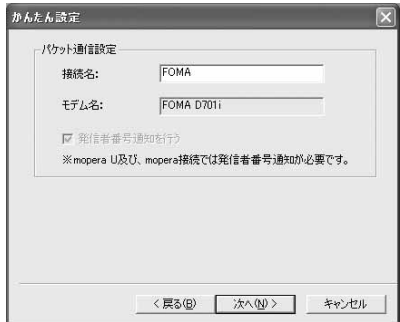 かんたん設定
パケット通信設定
接続名: FOMA
モデム名: FOMA D701i
発信者番号通知を行う
※mopera U及び、mopera接続では発信者番号通知が必要です。
< 戻る(B) 次へ(N) > キャンセル